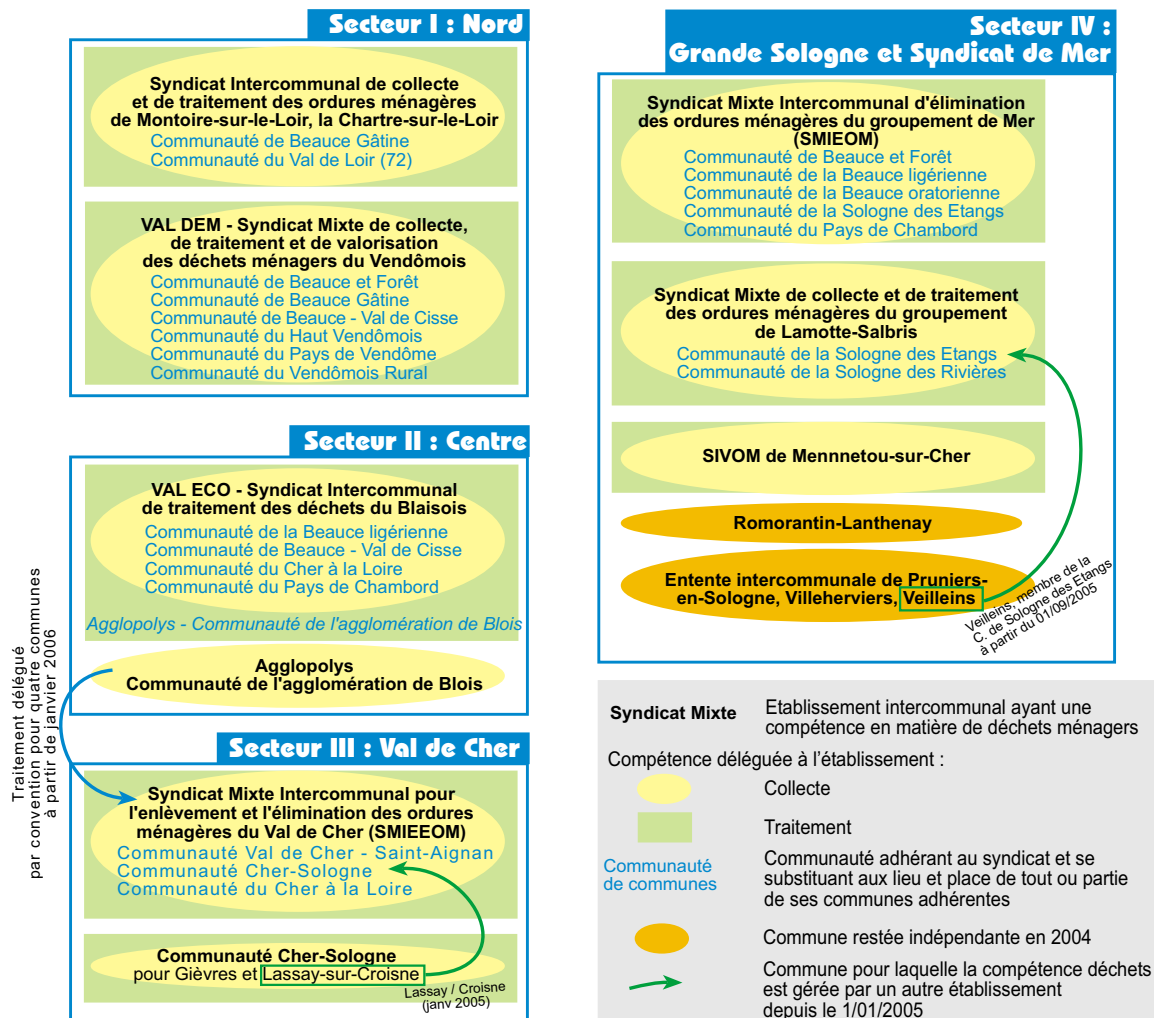 Secteur I : Nord
Syndicat Intercommunal de collecte
et de traitement des ordures ménagères
de Montoire-sur-le-Loir, la Chartre-sur-le-Loir
Communauté de Beauce Gâtine
Communauté du Val de Loir (72)
VAL DEM - Syndicat Mixte de collecte,
de traitement et de valorisation
des déchets ménagers du Vendômois
Communauté de Beauce et Forêt
Communauté de Beauce Gâtine
Communauté de Beauce - Val de Cisse
Communauté du Haut Vendômois
Communauté du Pays de Vendôme
Communauté du Vendômois Rural
Secteur II : Centre
VAL ECO - Syndicat Intercommunal
de traitement des déchets du Blaisois
Communauté de la Beauce ligérienne
Communauté de Beauce - Val de Cisse
Communauté du Cher à la Loire
Communauté du Pays de Chambord
Agglopolys - Communauté de l'agglomération de Blois
Agglopolys
Communauté de l'agglomération de Blois
Traitement délégué
par convention pour quatre communes
à partir de janvier 2006
Secteur III : Val de Cher
Syndicat Mixte Intercommunal pour
l'enlèvement et l'élimination des ordures
ménagères du Val de Cher (SMIEEOM)
Communauté Val de Cher - Saint-Aignan
Communauté Cher-Sologne
Communauté du Cher à la Loire
Communauté Cher-Sologne
pour Gièvres et Lassay-sur-Croisne
Lassay / Croisne
(janv 2005)
Secteur IV :
Grande Sologne et Syndicat de Mer
Syndicat Mixte Intercommunal d'élimination
des ordures ménagères du groupement de Mer
(SMIEOM)
Communauté de Beauce et Forêt
Communauté de la Beauce ligérienne
Communauté de la Beauce oratorienne
Communauté de la Sologne des Etangs
Communauté du Pays de Chambord
Syndicat Mixte de collecte et de traitement
des ordures ménagères du groupement
de Lamotte-Salbris
Communauté de la Sologne des Etangs
Communauté de la Sologne des Rivières
SIVOM de Mennnetou-sur-Cher
Romorantin-Lanthenay
Entente intercommunale de Pruniers-
en-Sologne, Villeherviers, Veilleins
Veilleins, membre de la
C. de Sologne des Etangs
à partir du 01/09/2005
Syndicat Mixte
Etablissement intercommunal ayant une
compétence en matière de déchets ménagers
Compétence déléguée à l’établissement :
Collecte
Traitement
Communauté
de communes
Communauté adhérant au syndicat et se
substituant aux lieu et place de tout ou partie
de ses communes adhérentes
Commune restée indépendante en 2004
Commune pour laquelle la compétence déchets
est gérée par un autre établissement
depuis le 1/01/2005